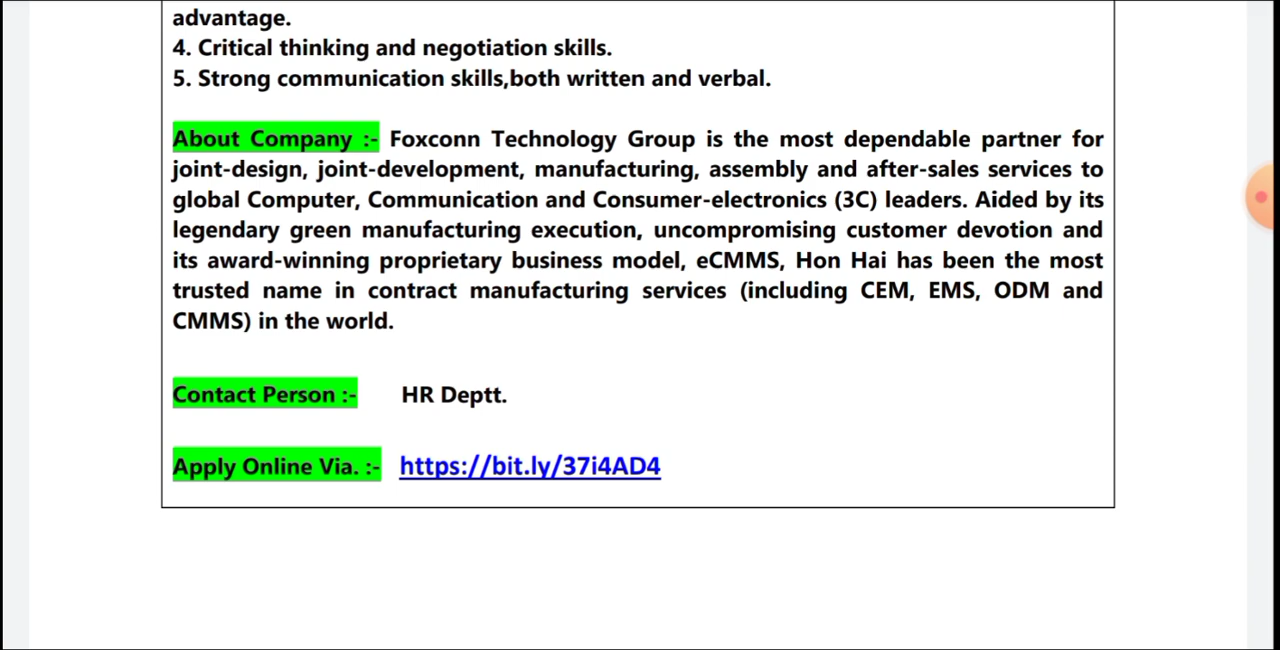 advantage.
4. Critical thinking and negotiation skills.
5. Strong communication skills,both written and verbal.
About Company :- Foxconn Technology Group is the most dependable partner for
joint-design, joint-development, manufacturing, assembly and after-sales services to
global Computer, Communication and Consumer-electronics (3C) leaders. Aided by its
legendary green manufacturing execution, uncompromising customer devotion and
its award-winning proprietary business model, eCMMS, Hon Hai has been the most
trusted name in contract manufacturing services (including CEM, EMS, ODM and
CMMS) in the world.
Contact Person :- HR Deptt.
Apply Online Via. :- https://bit.ly/37i4AD4